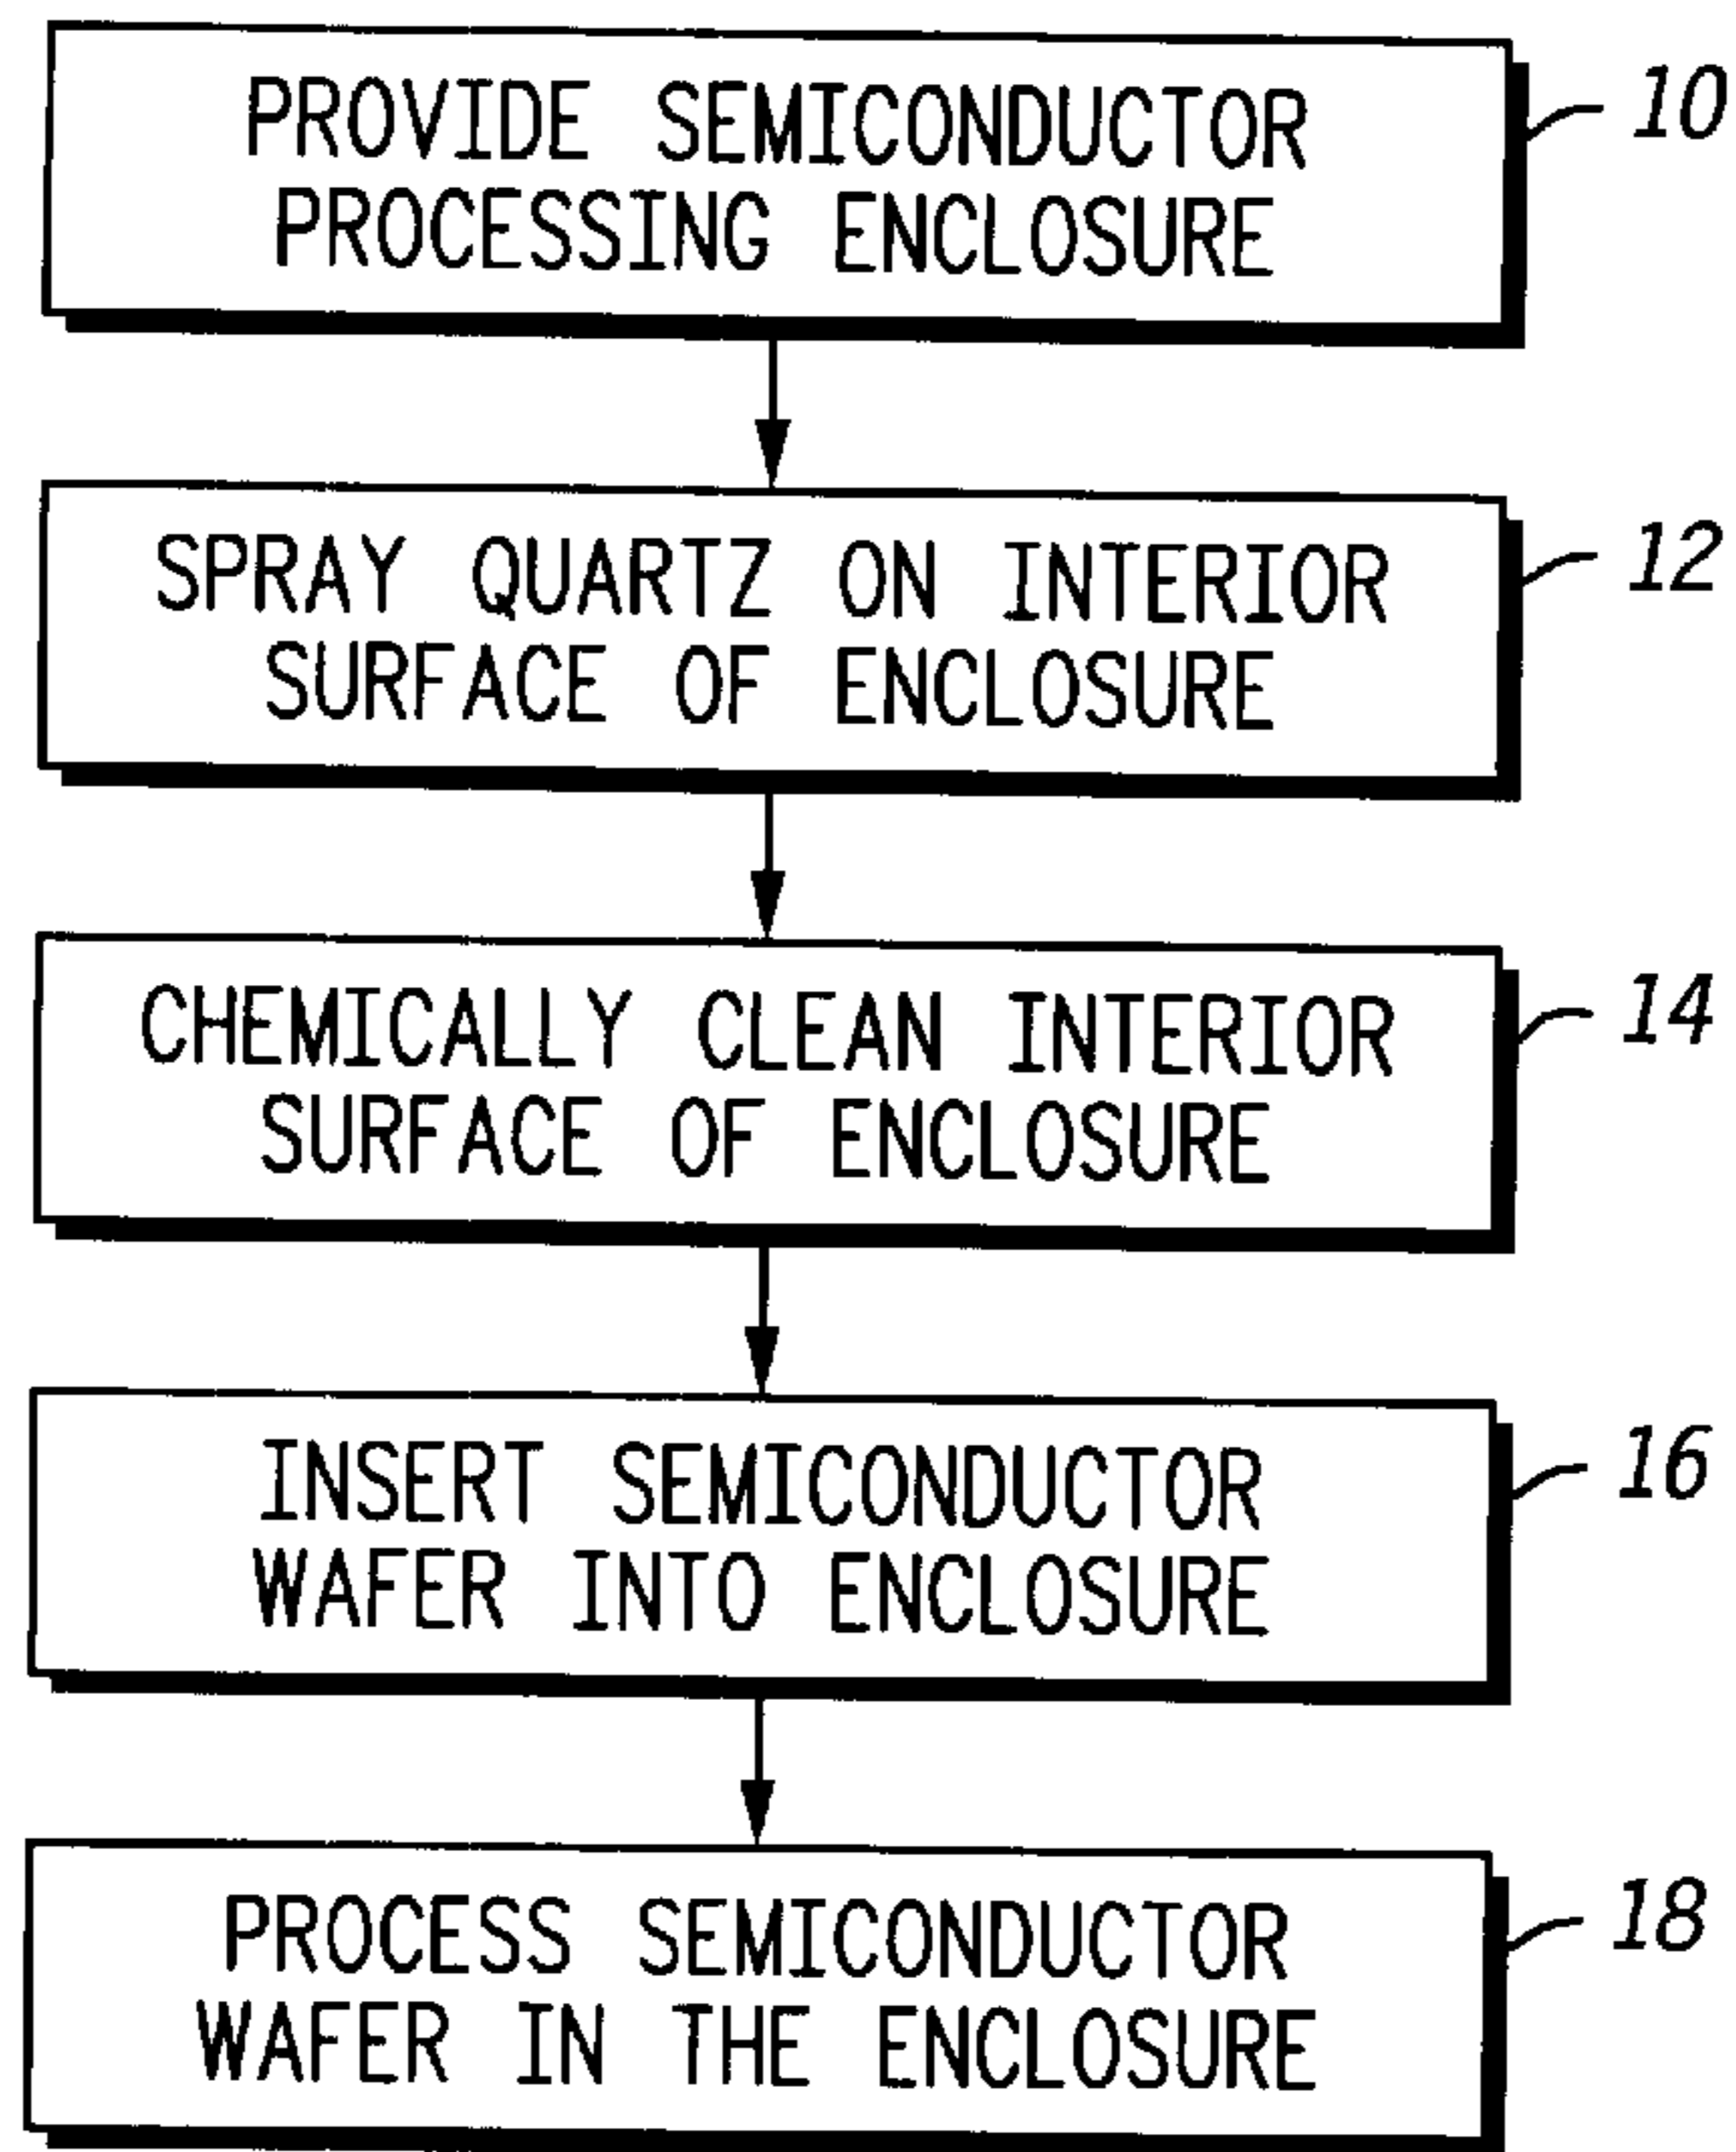 PROVIDE SEMICONDUCTOR
PROCESSING ENCLOSURE
10
SPRAY QUARTZ ON INTERIOR
SURFACE OF ENCLOSURE
12
CHEMICALLY CLEAN INTERIOR
SURFACE OF ENCLOSURE
14
INSERT SEMICONDUCTOR
WAFER INTO ENCLOSURE
16
PROCESS SEMICONDUCTOR
WAFER IN THE ENCLOSURE
18